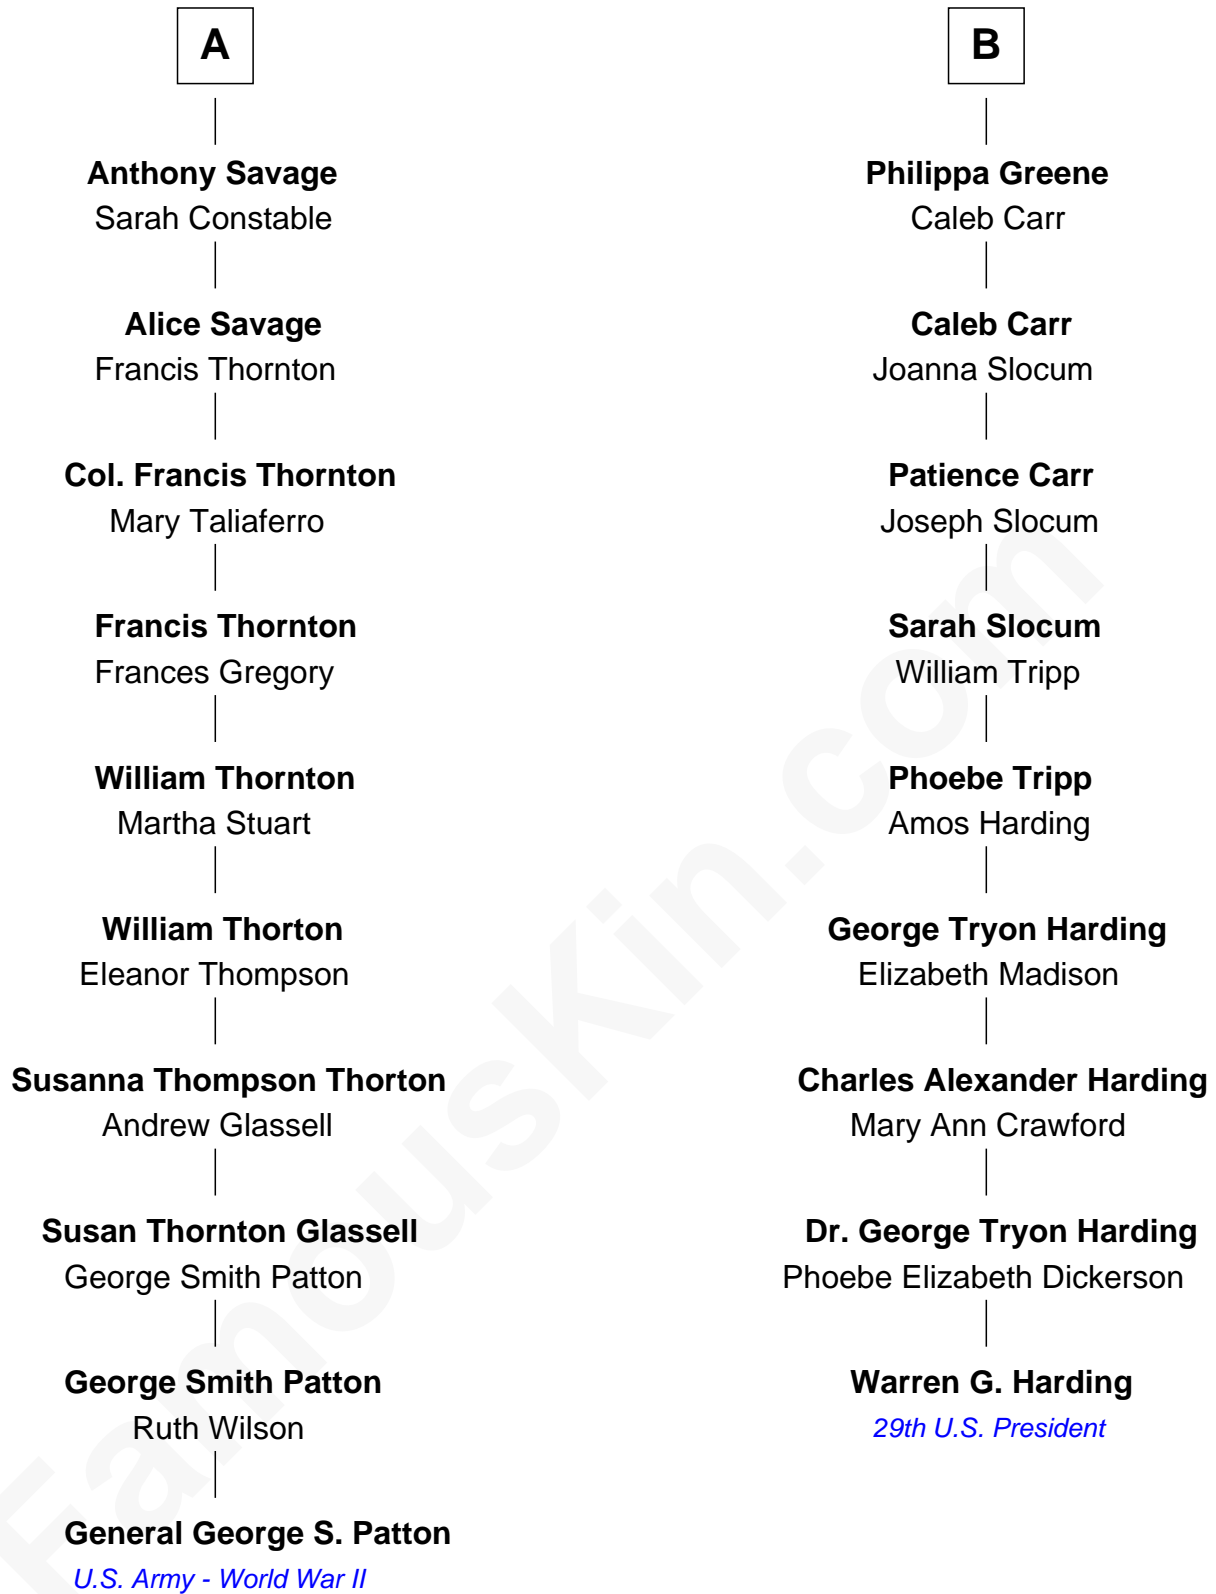 A
Anthony Savage
Sarah Constable
Alice Savage
Francis Thornton
Col. Francis Thornton
Mary Taliaferro
Francis Thornton
Frances Gregory
William Thornton
Martha Stuart
William Thorton
Eleanor Thompson
Susanna Thompson Thorton
Andrew Glassell
Susan Thornton Glassell
George Smith Patton
George Smith Patton
Ruth Wilson
General George S. Patton
U.S. Army - World War II
B
Philippa Greene
Caleb Carr
Caleb Carr
Joanna Slocum
Patience Carr
Joseph Slocum
Sarah Slocum
William Tripp
Phoebe Tripp
Amos Harding
George Tryon Harding
Elizabeth Madison
Charles Alexander Harding
Mary Ann Crawford
Dr. George Tryon Harding
Phoebe Elizabeth Dickerson
Warren G. Harding
29th U.S. President
FamousKin.com